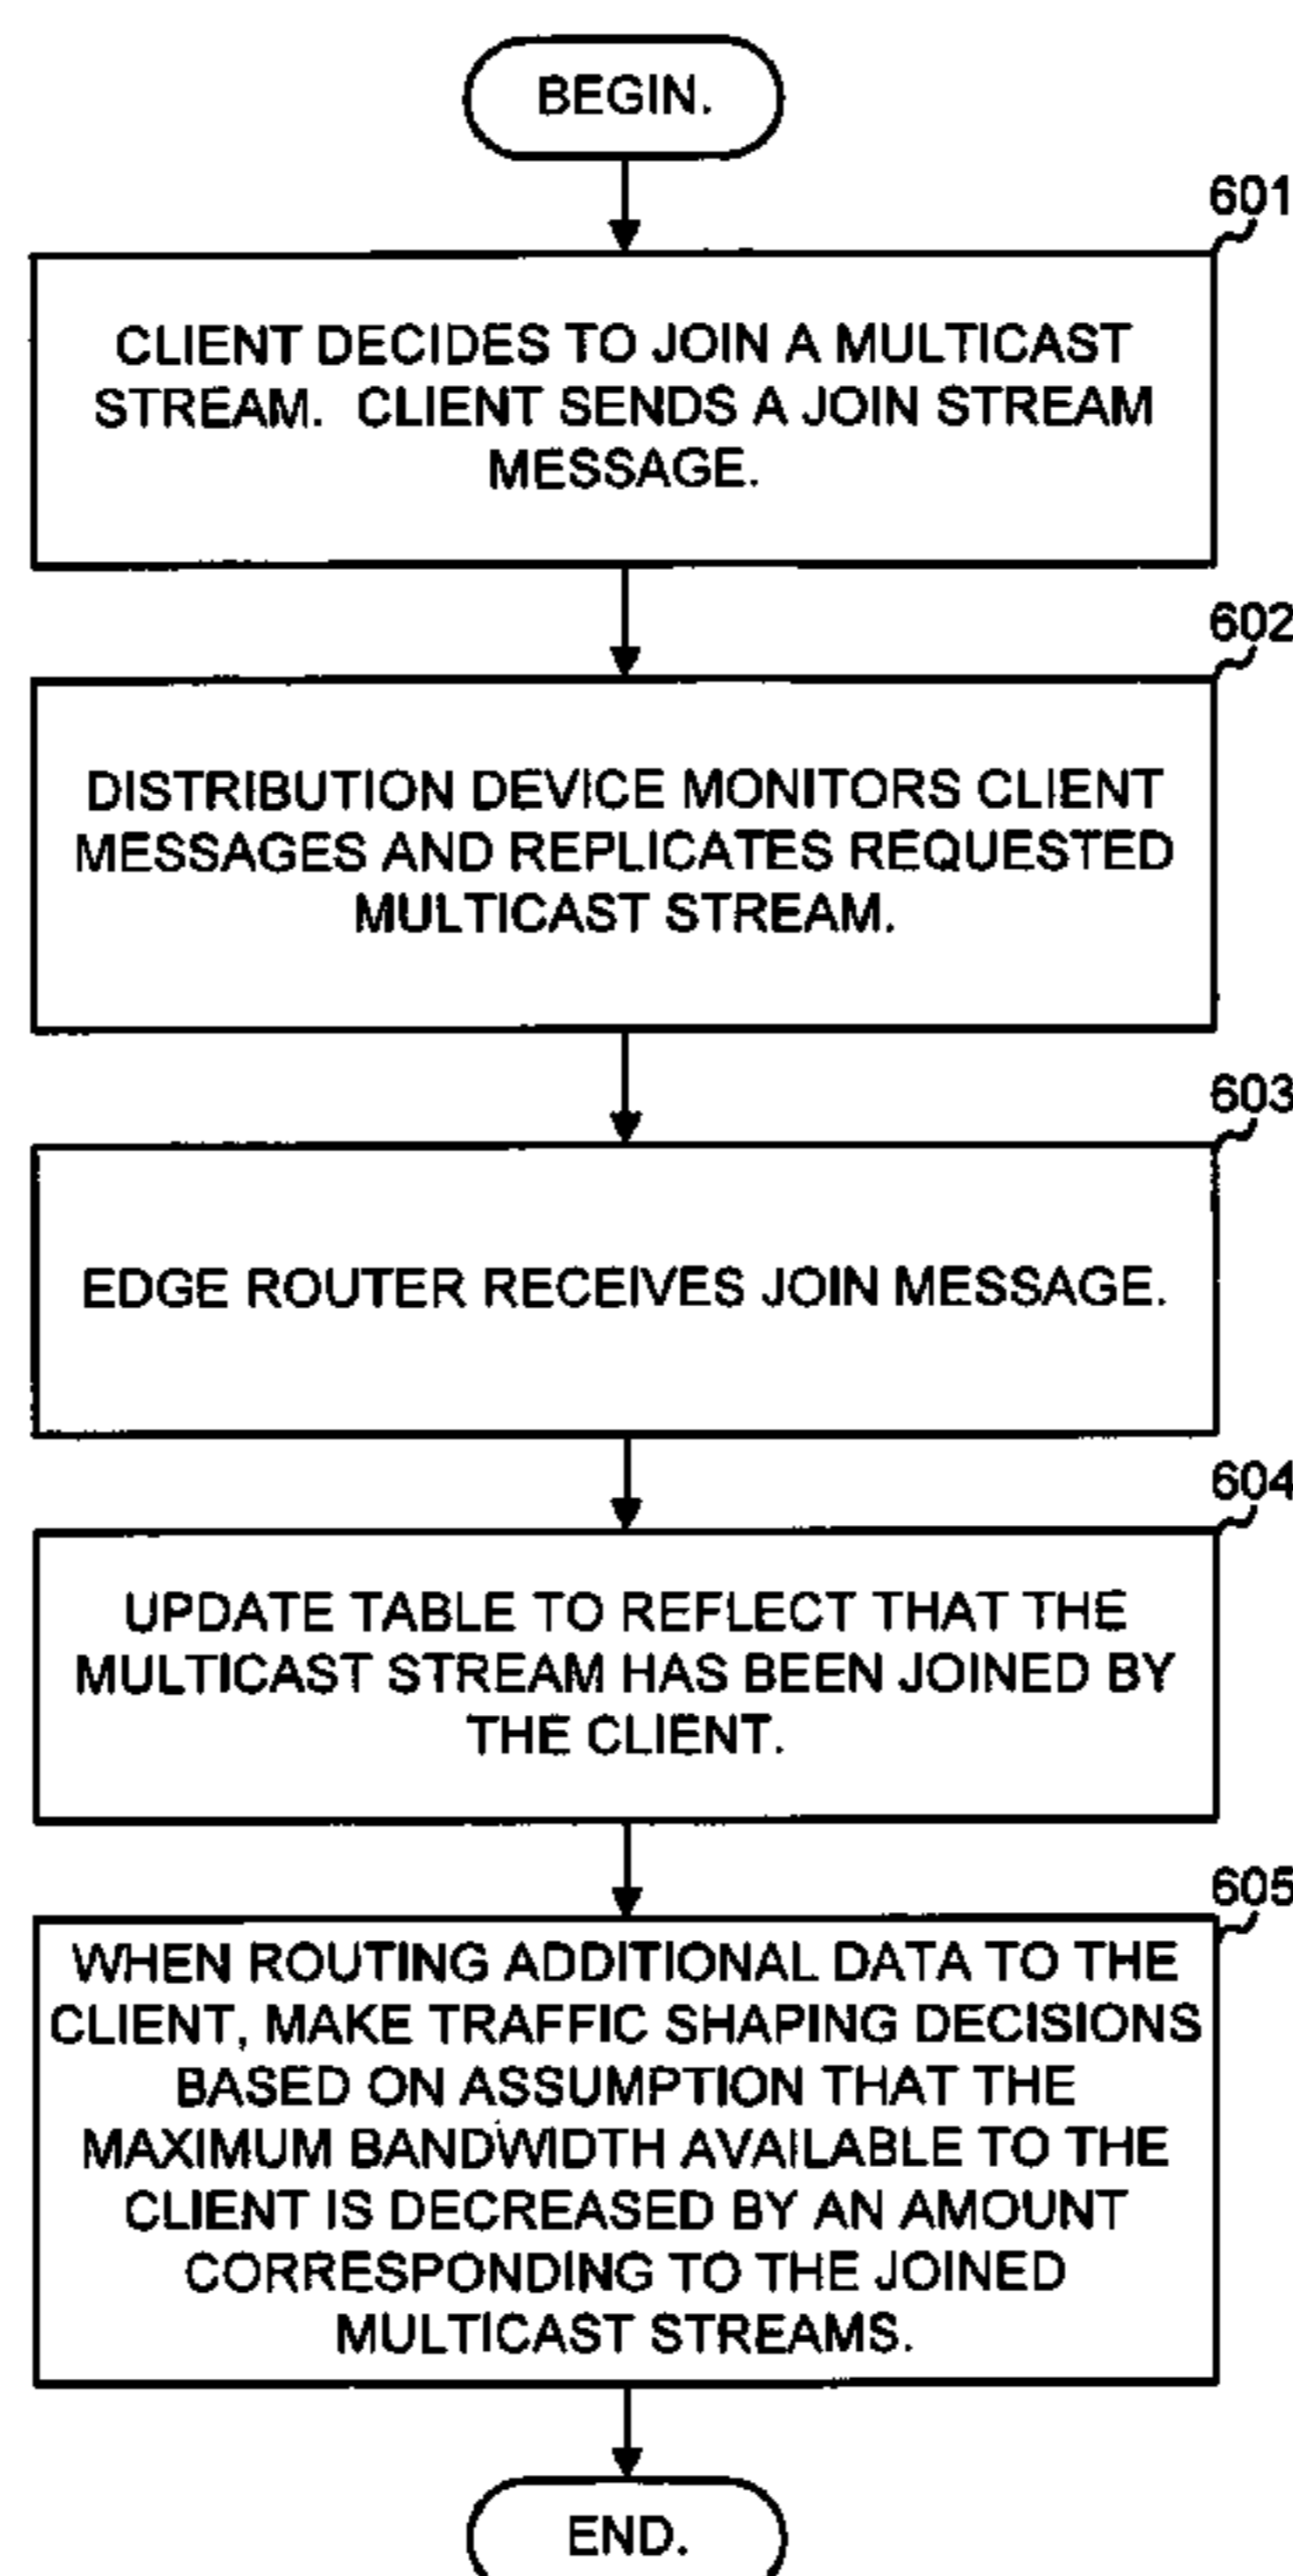 BEGIN.
601
CLIENT DECIDES TO JOIN A MULTICAST
STREAM. CLIENT SENDS A JOIN STREAM
MESSAGE.
602
DISTRIBUTION DEVICE MONITORS CLIENT
MESSAGES AND REPLICATES REQUESTED
MULTICAST STREAM.
603
EDGE ROUTER RECEIVES JOIN MESSAGE.
604
UPDATE TABLE TO REFLECT THAT THE
MULTICAST STREAM HAS BEEN JOINED BY
THE CLIENT.
605
WHEN ROUTING ADDITIONAL DATA TO THE
CLIENT, MAKE TRAFFIC SHAPING DECISIONS
BASED ON ASSUMPTION THAT THE
MAXIMUM BANDWIDTH AVAILABLE TO THE
CLIENT IS DECREASED BY AN AMOUNT
CORRESPONDING TO THE JOINED
MULTICAST STREAMS.
END.